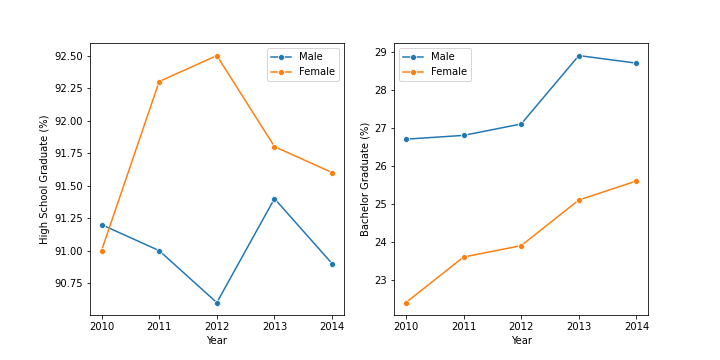 High School Graduate (%)
92.50
92.25
92.00
91.75
91.50
91.25
91.00
90.75
Male
Female
2010 2011 2012 2013 2014
Year
Bachelor Graduate (%)
29
28
27
26
25
24
23
Male
Female
2010 2011 2012 2013 2014
Year